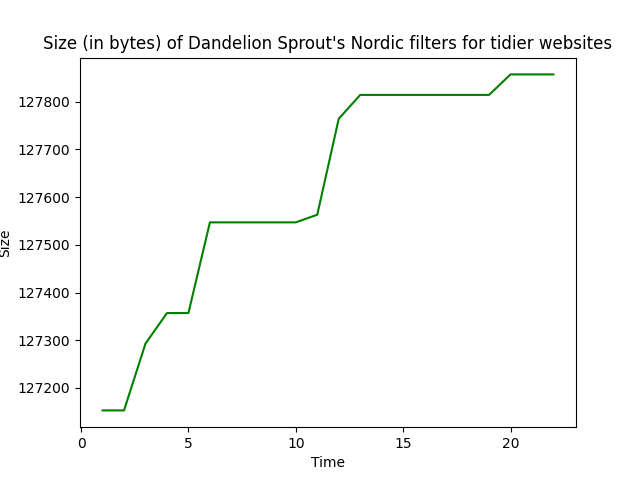 Size (in bytes) of Dandelion Sprout's Nordic filters for tidier websites
127800
127700
127600
127500
127400
127300
127200
Size
0 5 10 15 20
Time